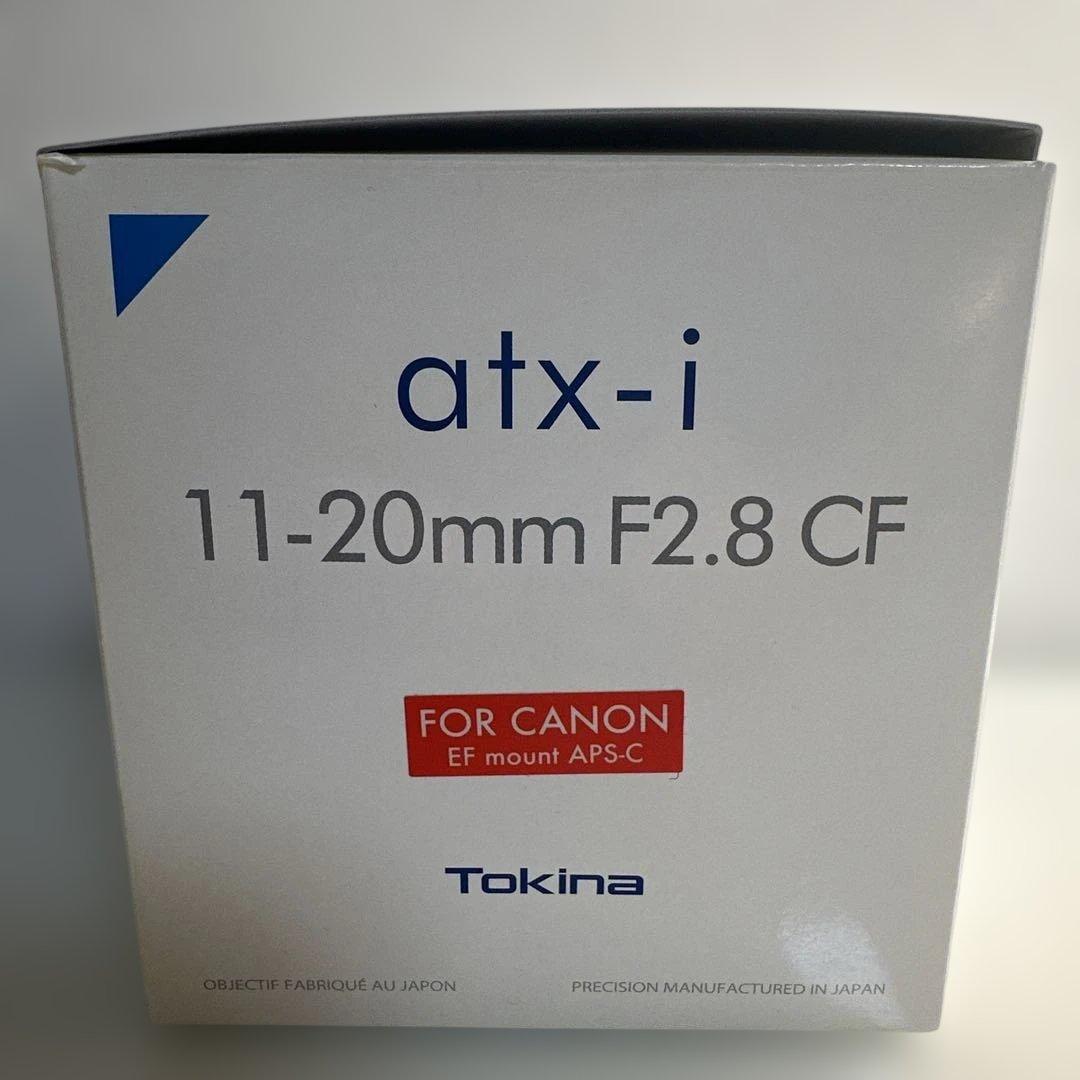 atx-i
11-20mm F2.8 CF
FOR CANON
EF mount APS-C
Tokina
OBJECTIF FABRIQUÉ AU JAPON
PRECISION MANUFACTURED IN JAPAN